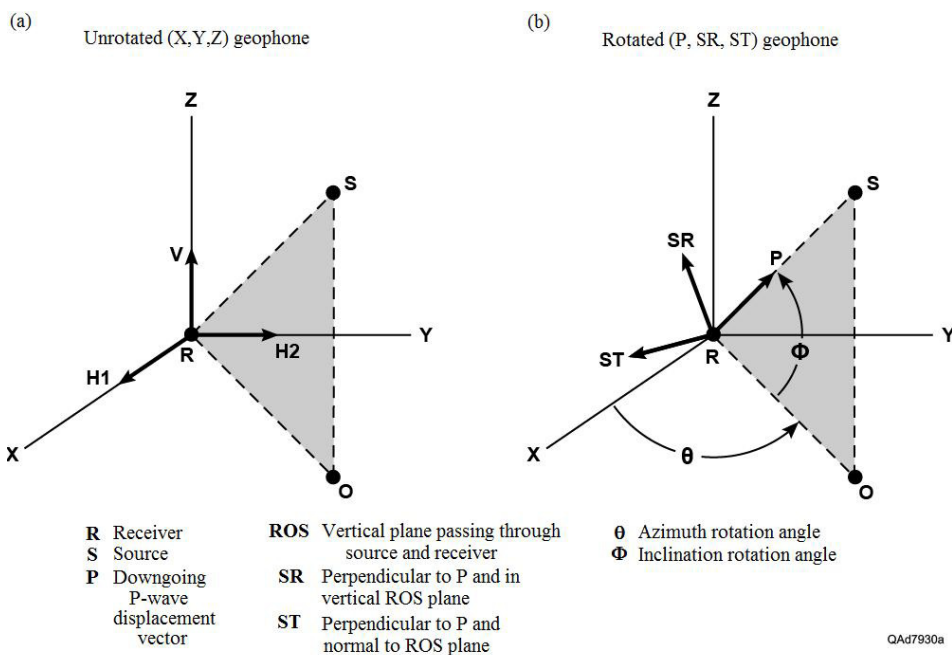 (a)
Unrotated (X,Y,Z) geophone
Z
S
V
Y
R
H2
H1
X
O
(b)
Rotated (P, SR, ST) geophone
Z
S
SR
P
Y
R
ST
Φ
X
θ
O
R Receiver
S Source
P Downgoing
P-wave
displacement
vector
ROS Vertical plane passing through
source and receiver
SR Perpendicular to P and in
vertical ROS plane
ST Perpendicular to P and
normal to ROS plane
θ Azimuth rotation angle
Φ Inclination rotation angle
QAd7930a